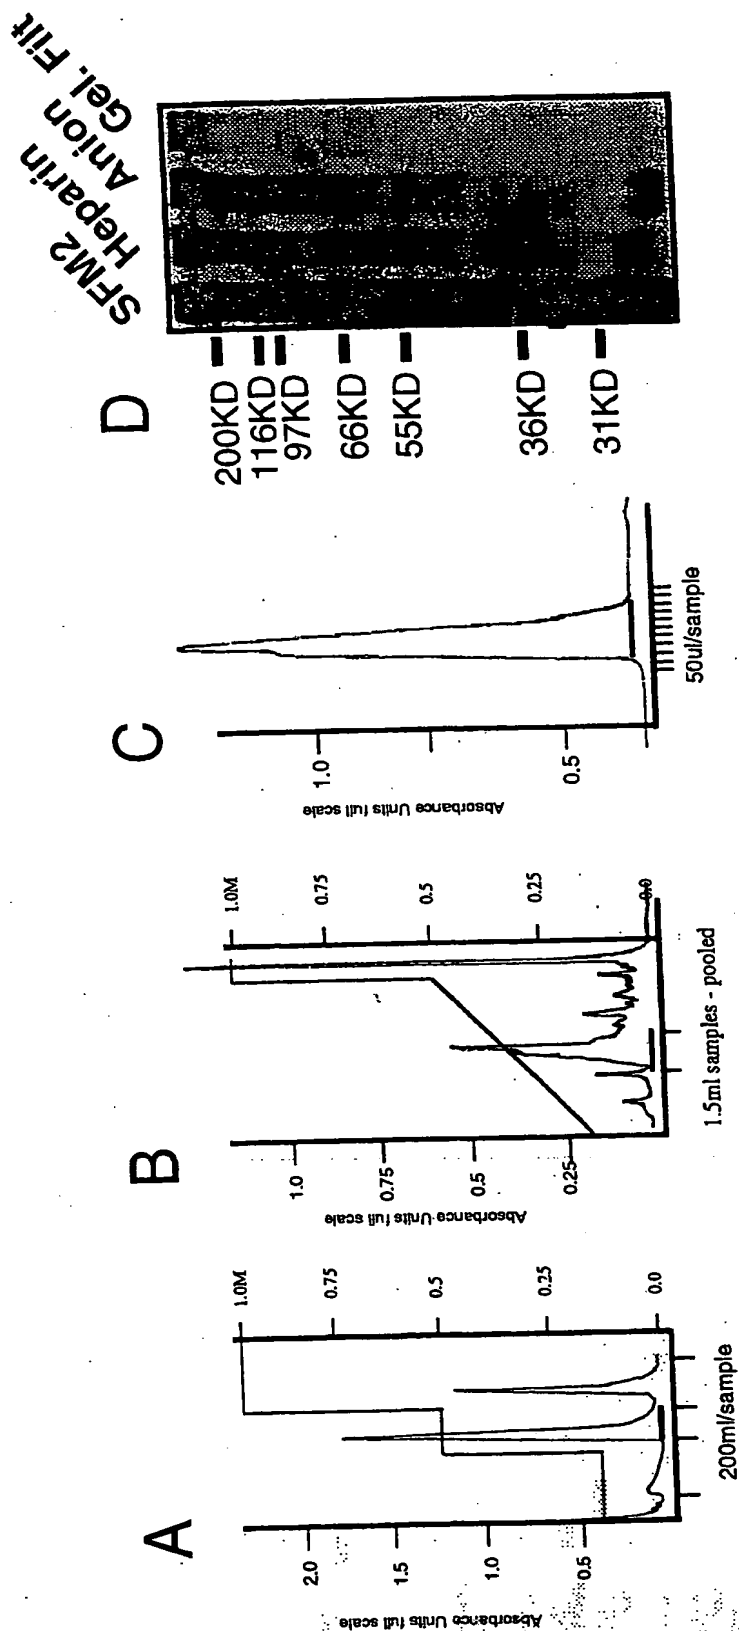 A
Absorbance Units full scale
2.0
1.5
1.0
0.5
1.0M
0.75
0.5
0.25
0.0
200ml/sample
B
Absorbance Units full scale
1.0
0.75
0.5
0.25
1.0M
0.75
0.5
0.25
0.0
1.5ml samples - pooled
C
Absorbance Units full scale
1.0
0.5
50ul/sample
D
SFM2
Heparin
Anion
Gel. Filt
200KD
116KD
97KD
66KD
55KD
36KD
31KD